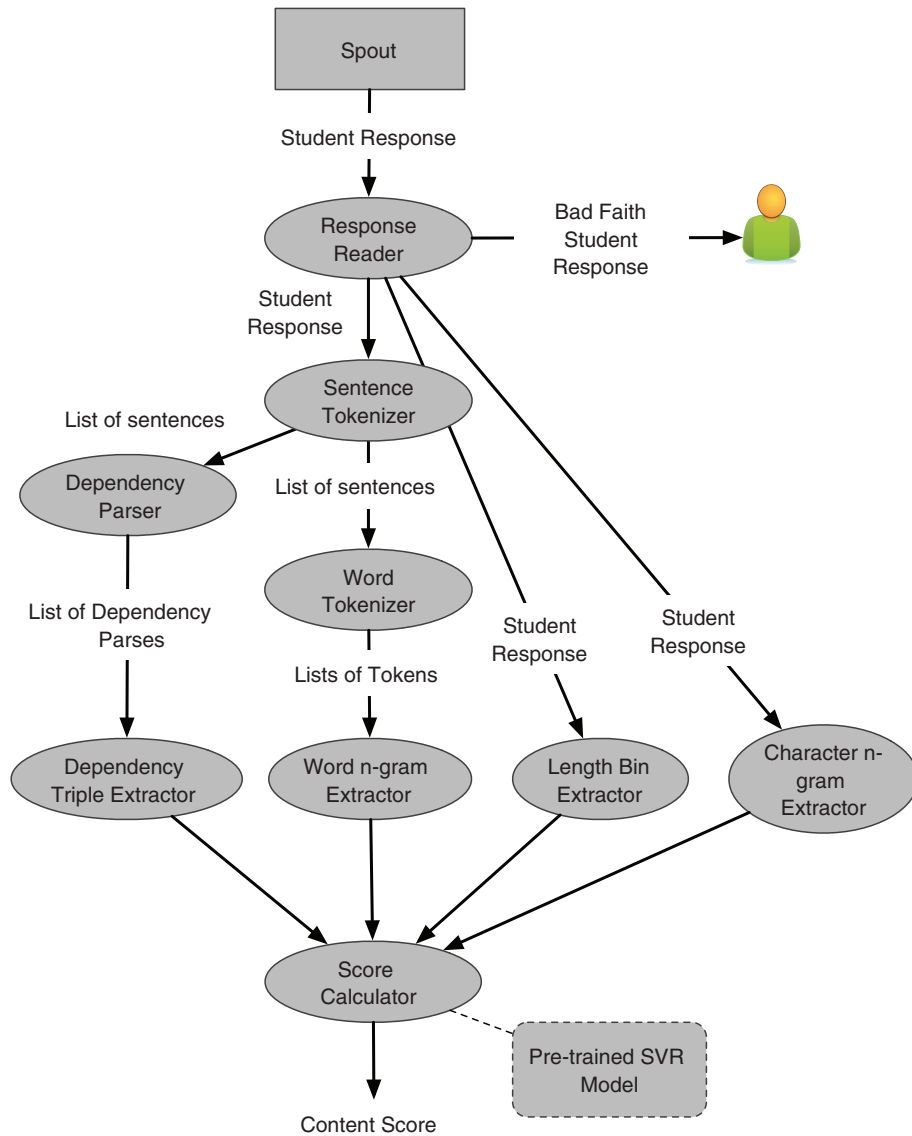 Spout
Student Response
Response
Reader
Bad Faith
Student
Response
Student
Response
Sentence
Tokenizer
List of sentences
Dependency
Parser
List of sentences
Word
Tokenizer
List of Dependency
Parses
Student
Response
Student
Response
Lists of Tokens
Dependency
Triple Extractor
Word n-gram
Extractor
Length Bin
Extractor
Character n-
gram
Extractor
Score
Calculator
Pre-trained SVR
Model
Content Score